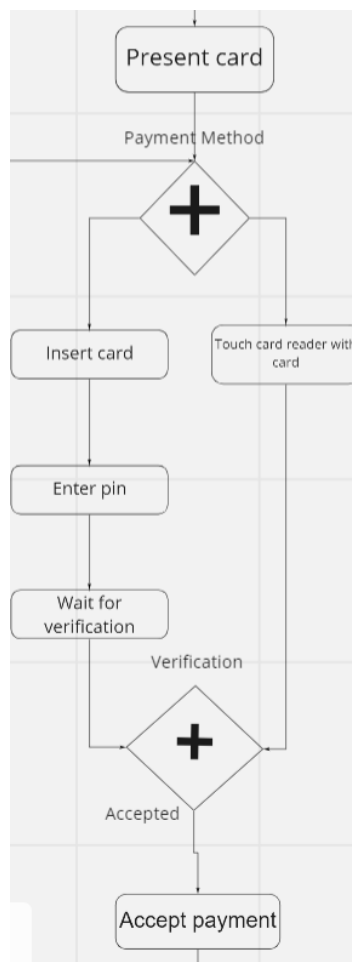 Present card
Payment Method
Insert card
Touch card reader with
card
Enter pin
Wait for
verification
Verification
Accepted
Accept payment